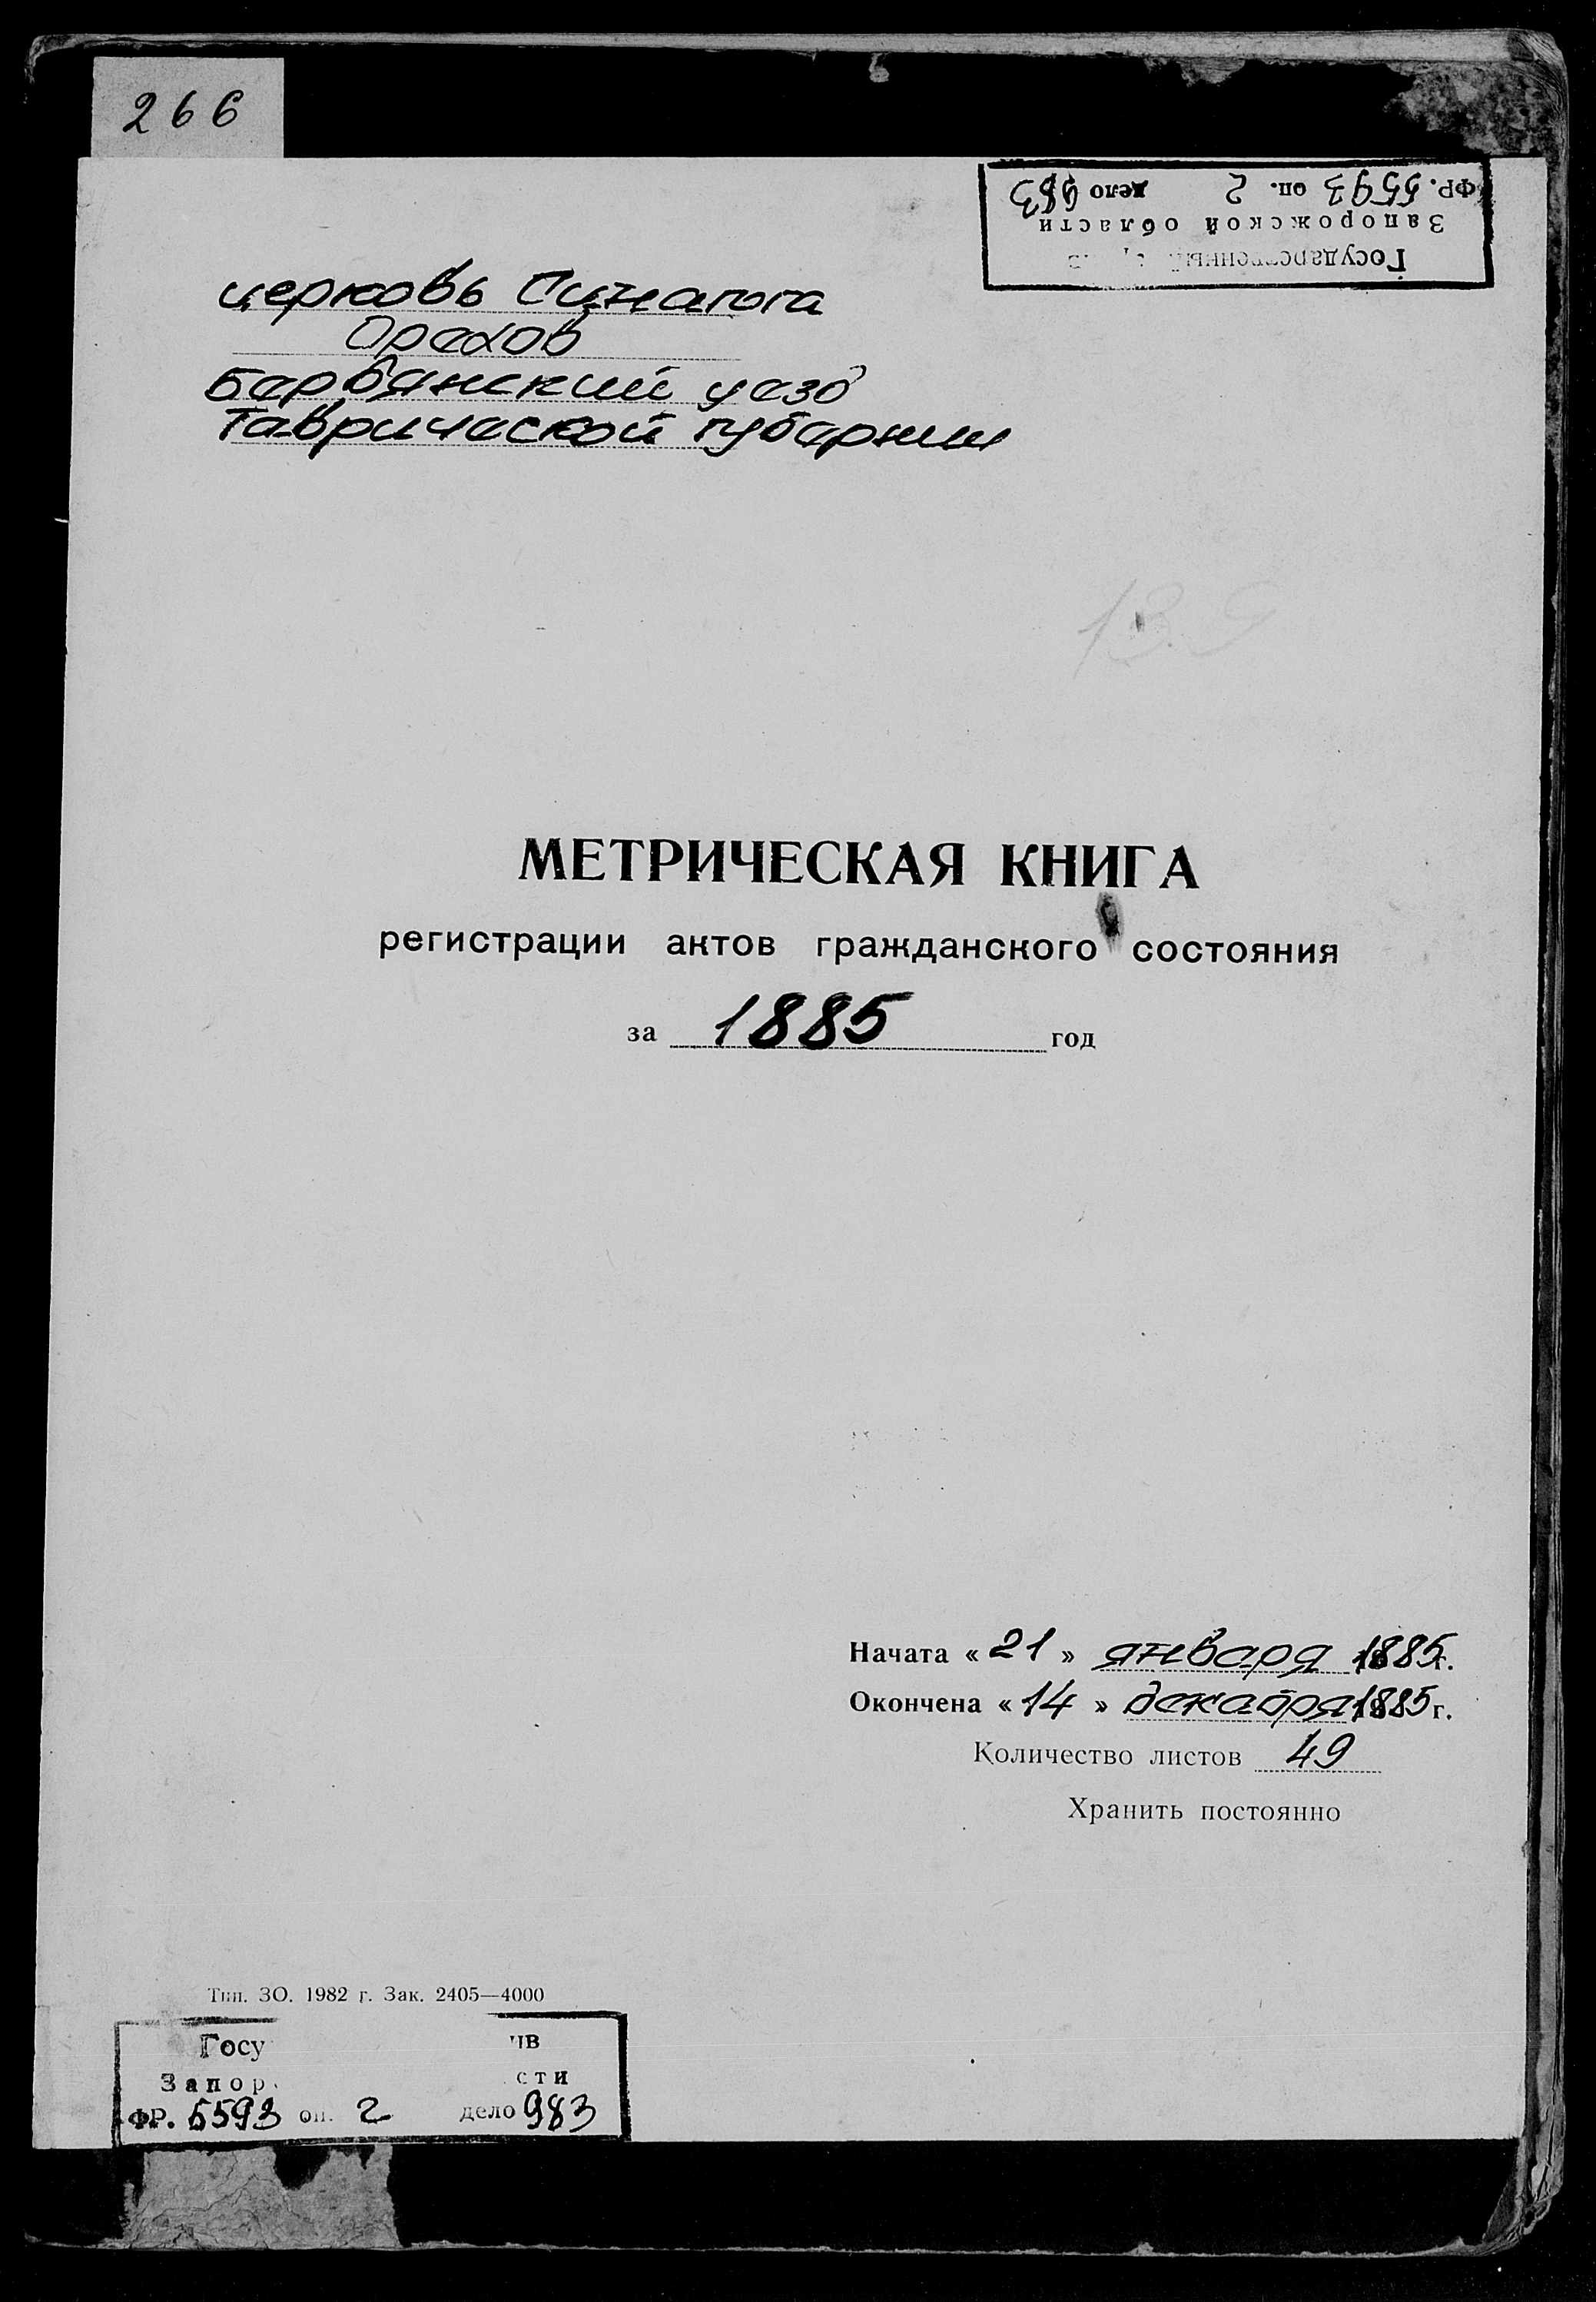 266
ФР. 5593 оп. 2 дело 983
Запорожской области
Государственный
церковь Синагога
Орехов
Бердянский уезд
Таврической губернии
МЕТРИЧЕСКАЯ КНИГА
регистрации актов гражданского состояния
за 1885 год
Начата «21» января 1885 г.
Окончена «14» декабря 1885 г.
Количество листов 49
Хранить постоянно
Тип. ЗО. 1982 г. Зак. 2405—4000
Госу ив
Запор сти
ФР. 5593 оп. 2 дело 983